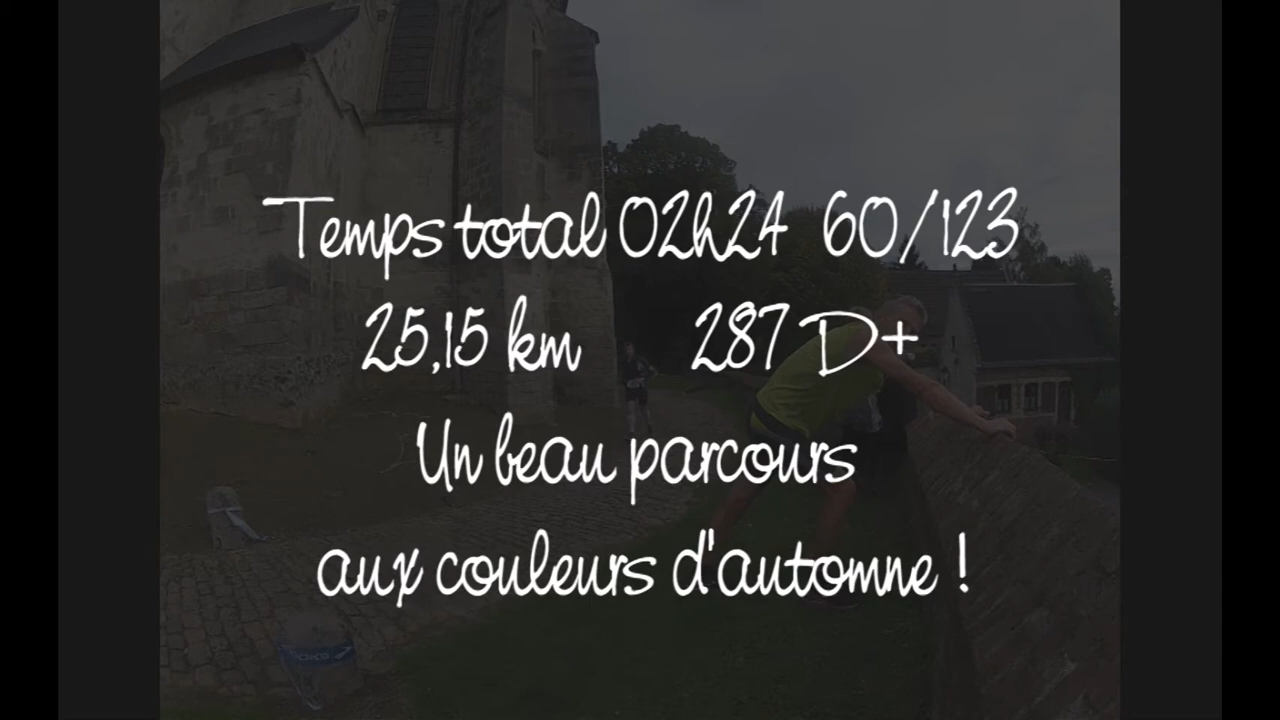 Temps total 02h24 60/123
25,15 km 287 D+
Un beau parcours
aux couleurs d'automne !